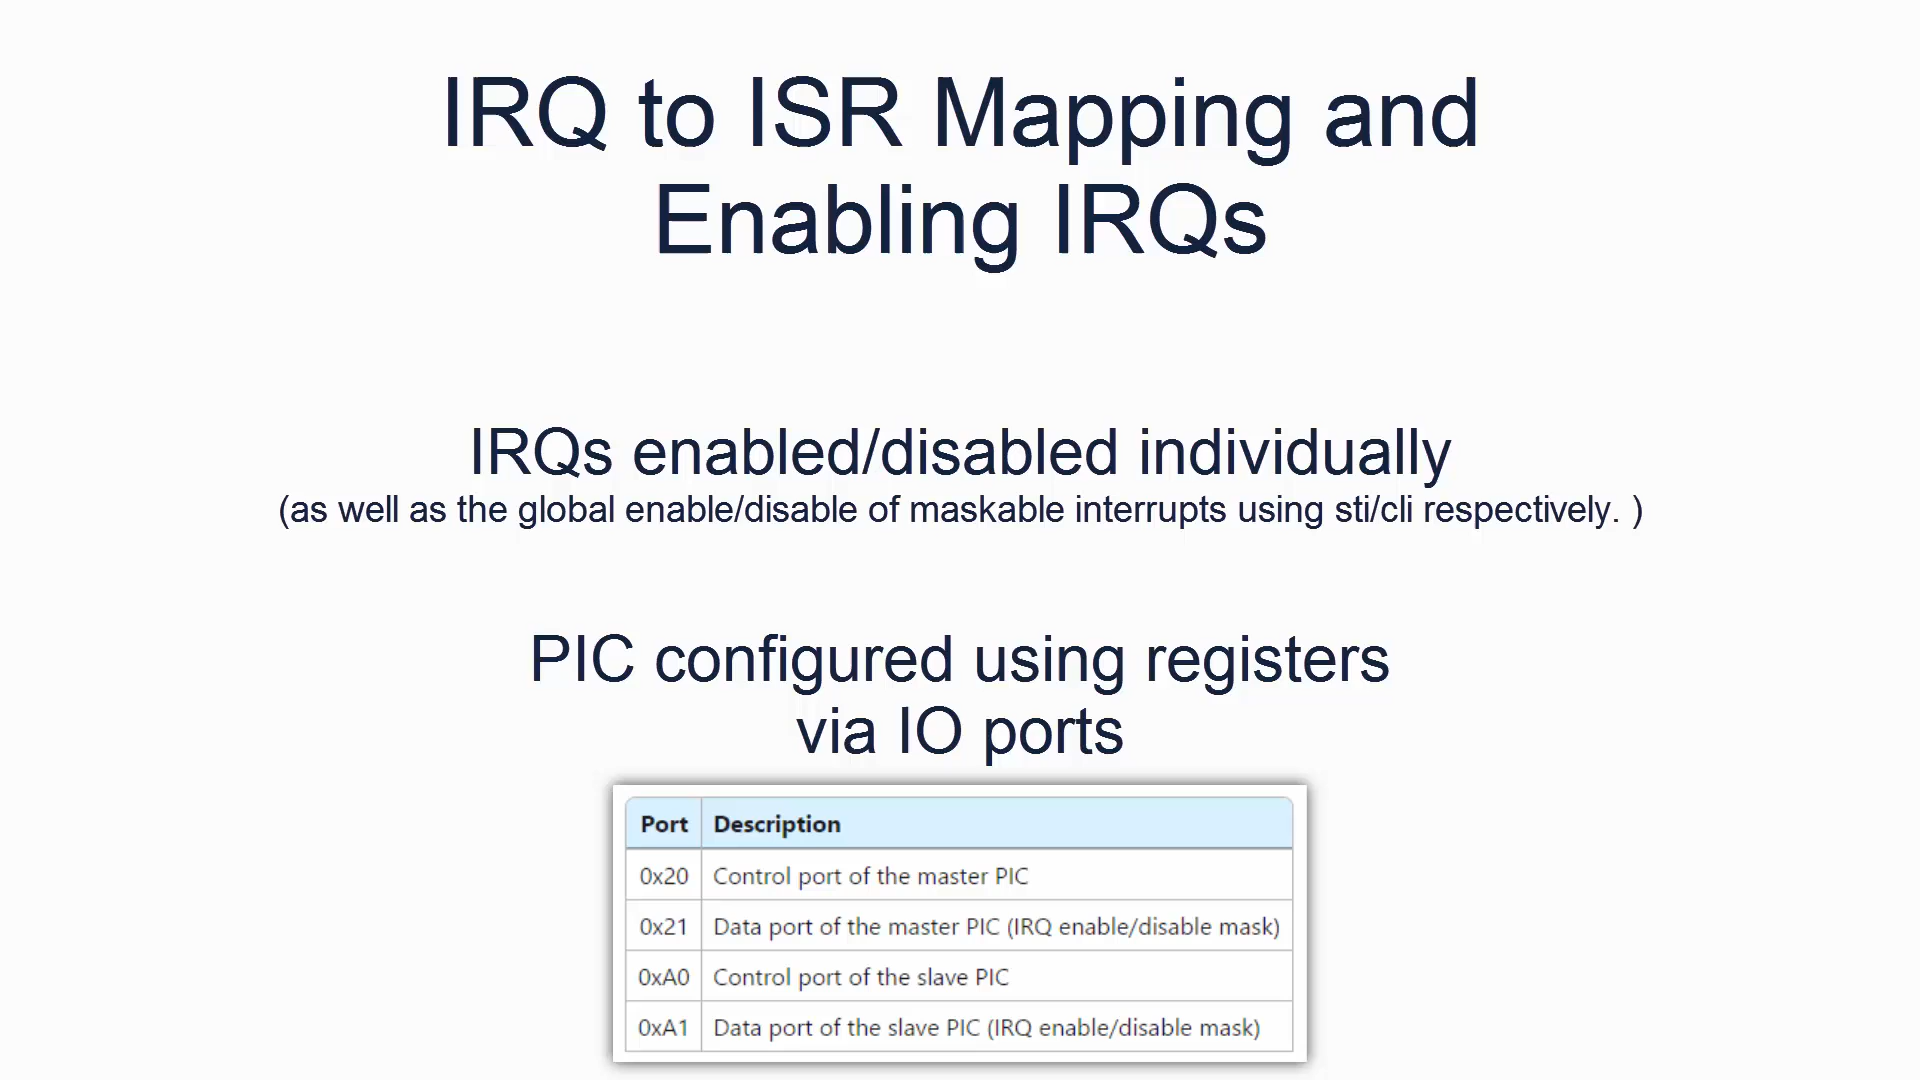 IRQ to ISR Mapping and
Enabling IRQs
IRQs enabled/disabled individually
(as well as the global enable/disable of maskable interrupts using sti/cli respectively. )
PIC configured using registers
via IO ports
Port Description
0x20 Control port of the master PIC
0x21 Data port of the master PIC (IRQ enable/disable mask)
0xA0 Control port of the slave PIC
0xA1 Data port of the slave PIC (IRQ enable/disable mask)